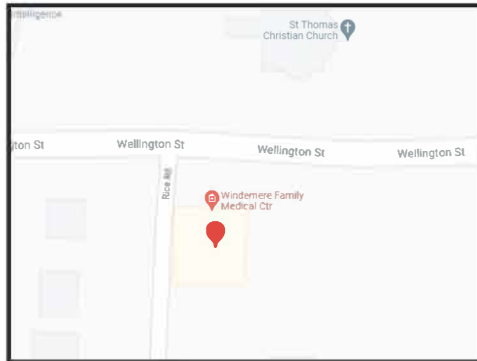 St Thomas
Christian Church
ton St
Wellington St
Wellington St
Wellington St
Rice Rd
Windemere Family
Medical Ctr